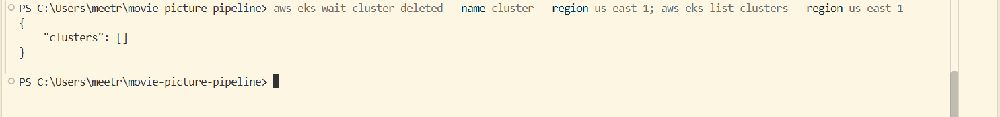 PS C:\Users\meetr\movie-picture-pipeline> aws eks wait cluster-deleted --name cluster --region us-east-1; aws eks list-clusters --region us-east-1
{
    "clusters": []
}
PS C:\Users\meetr\movie-picture-pipeline>